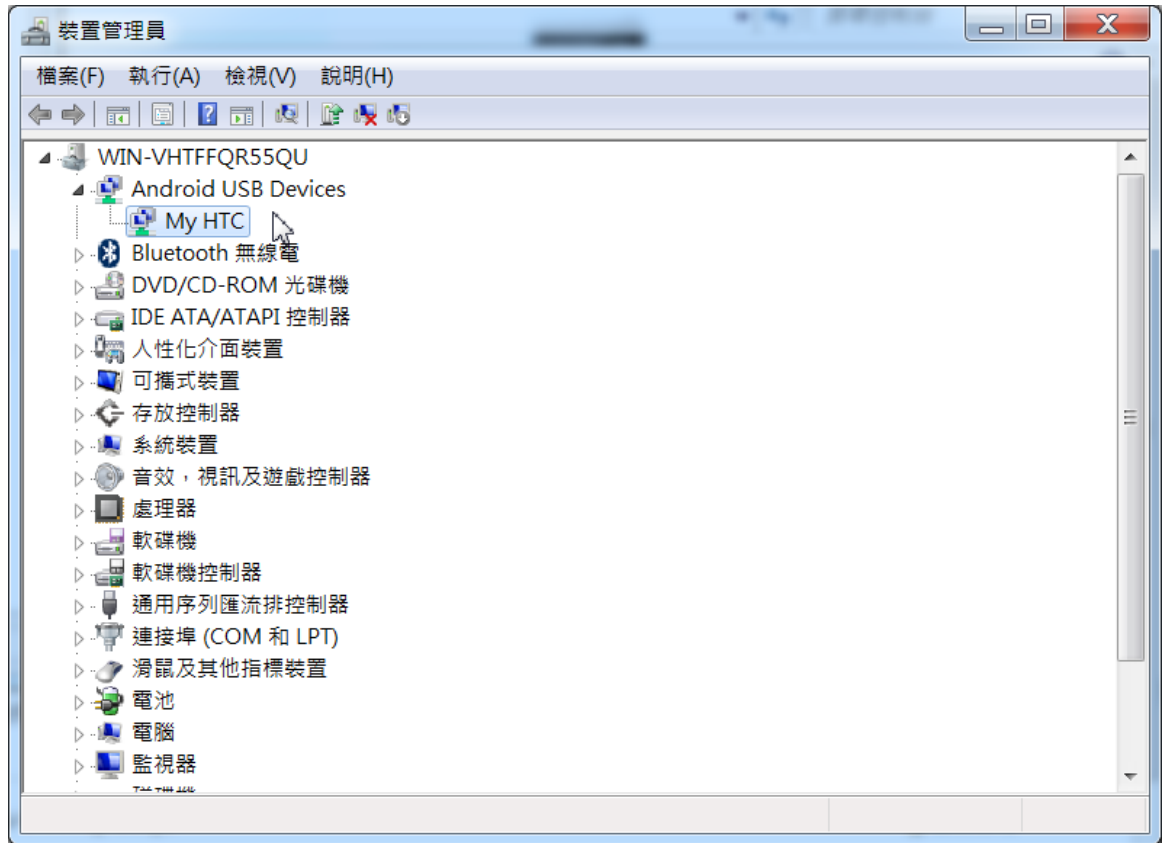 裝置管理員
檔案(F) 執行(A) 檢視(V) 說明(H)
WIN-VHTFFQR55QU
Android USB Devices
My HTC
Bluetooth 無線電
DVD/CD-ROM 光碟機
IDE ATA/ATAPI 控制器
人性化介面裝置
可攜式裝置
存放控制器
系統裝置
音效，視訊及遊戲控制器
處理器
軟碟機
軟碟機控制器
通用序列匯流排控制器
連接埠 (COM 和 LPT)
滑鼠及其他指標裝置
電池
電腦
監視器